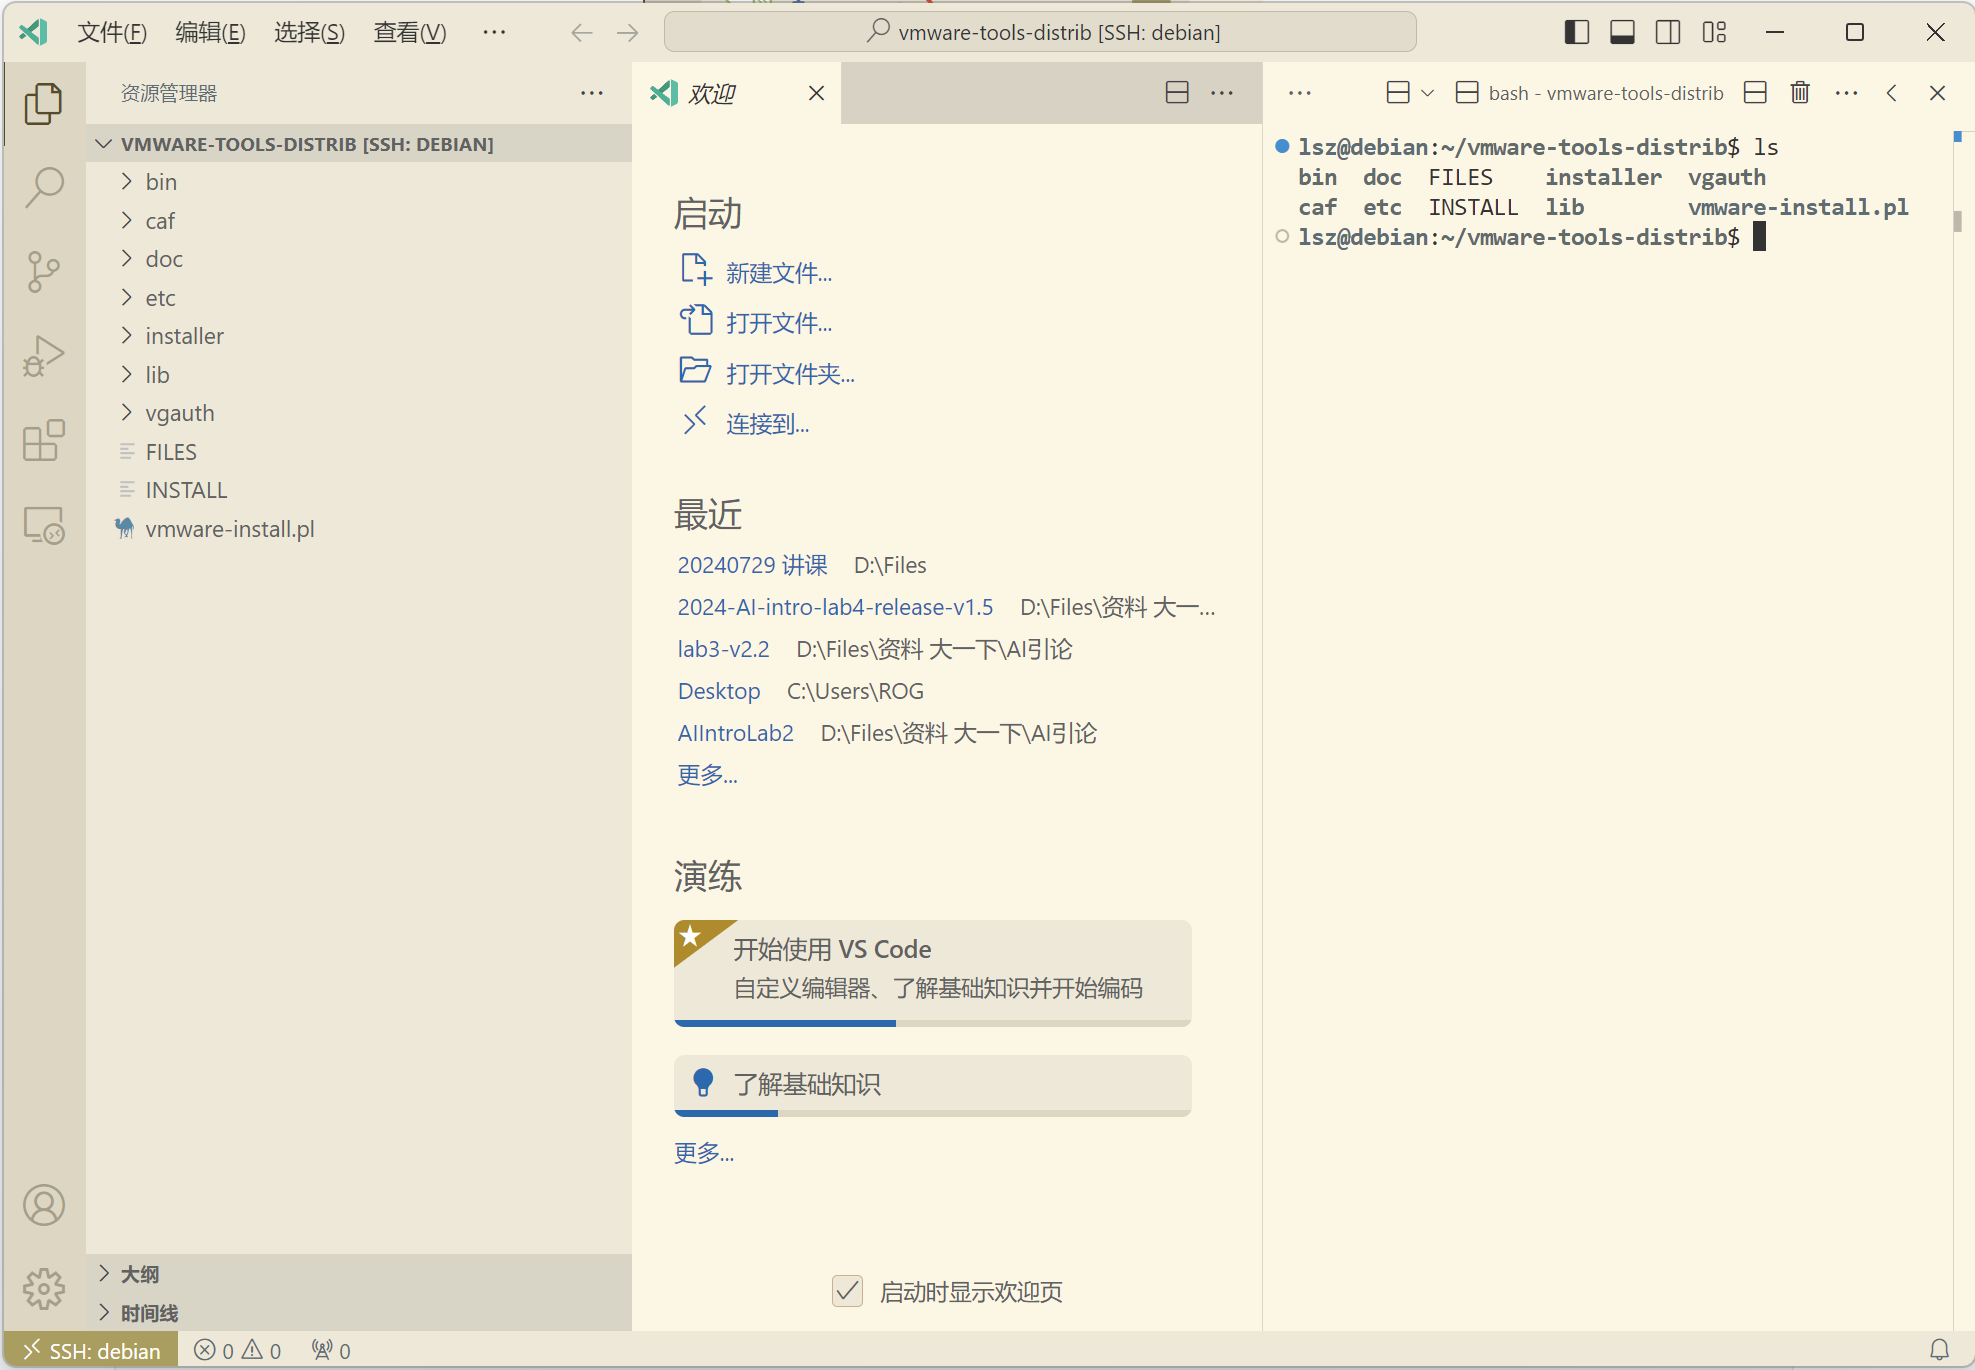 文件(F) 编辑(E) 选择(S) 查看(V) ··· vmware-tools-distrib [SSH: debian]
资源管理器 ···
VMWARE-TOOLS-DISTRIB [SSH: DEBIAN]
bin
caf
doc
etc
installer
lib
vgauth
FILES
INSTALL
vmware-install.pl
大纲
时间线
欢迎
启动
新建文件...
打开文件...
打开文件夹...
连接到...
最近
20240729 讲课 D:\Files
2024-AI-intro-lab4-release-v1.5 D:\Files\资料 大一...
lab3-v2.2 D:\Files\资料 大一下\AI引论
Desktop C:\Users\ROG
AIIntroLab2 D:\Files\资料 大一下\AI引论
更多...
演练
开始使用 VS Code
自定义编辑器、了解基础知识并开始编码
了解基础知识
更多...
启动时显示欢迎页
bash - vmware-tools-distrib
lsz@debian:~/vmware-tools-distrib$ ls
bin doc FILES installer vgauth
caf etc INSTALL lib vmware-install.pl
lsz@debian:~/vmware-tools-distrib$
SSH: debian 0 0 0